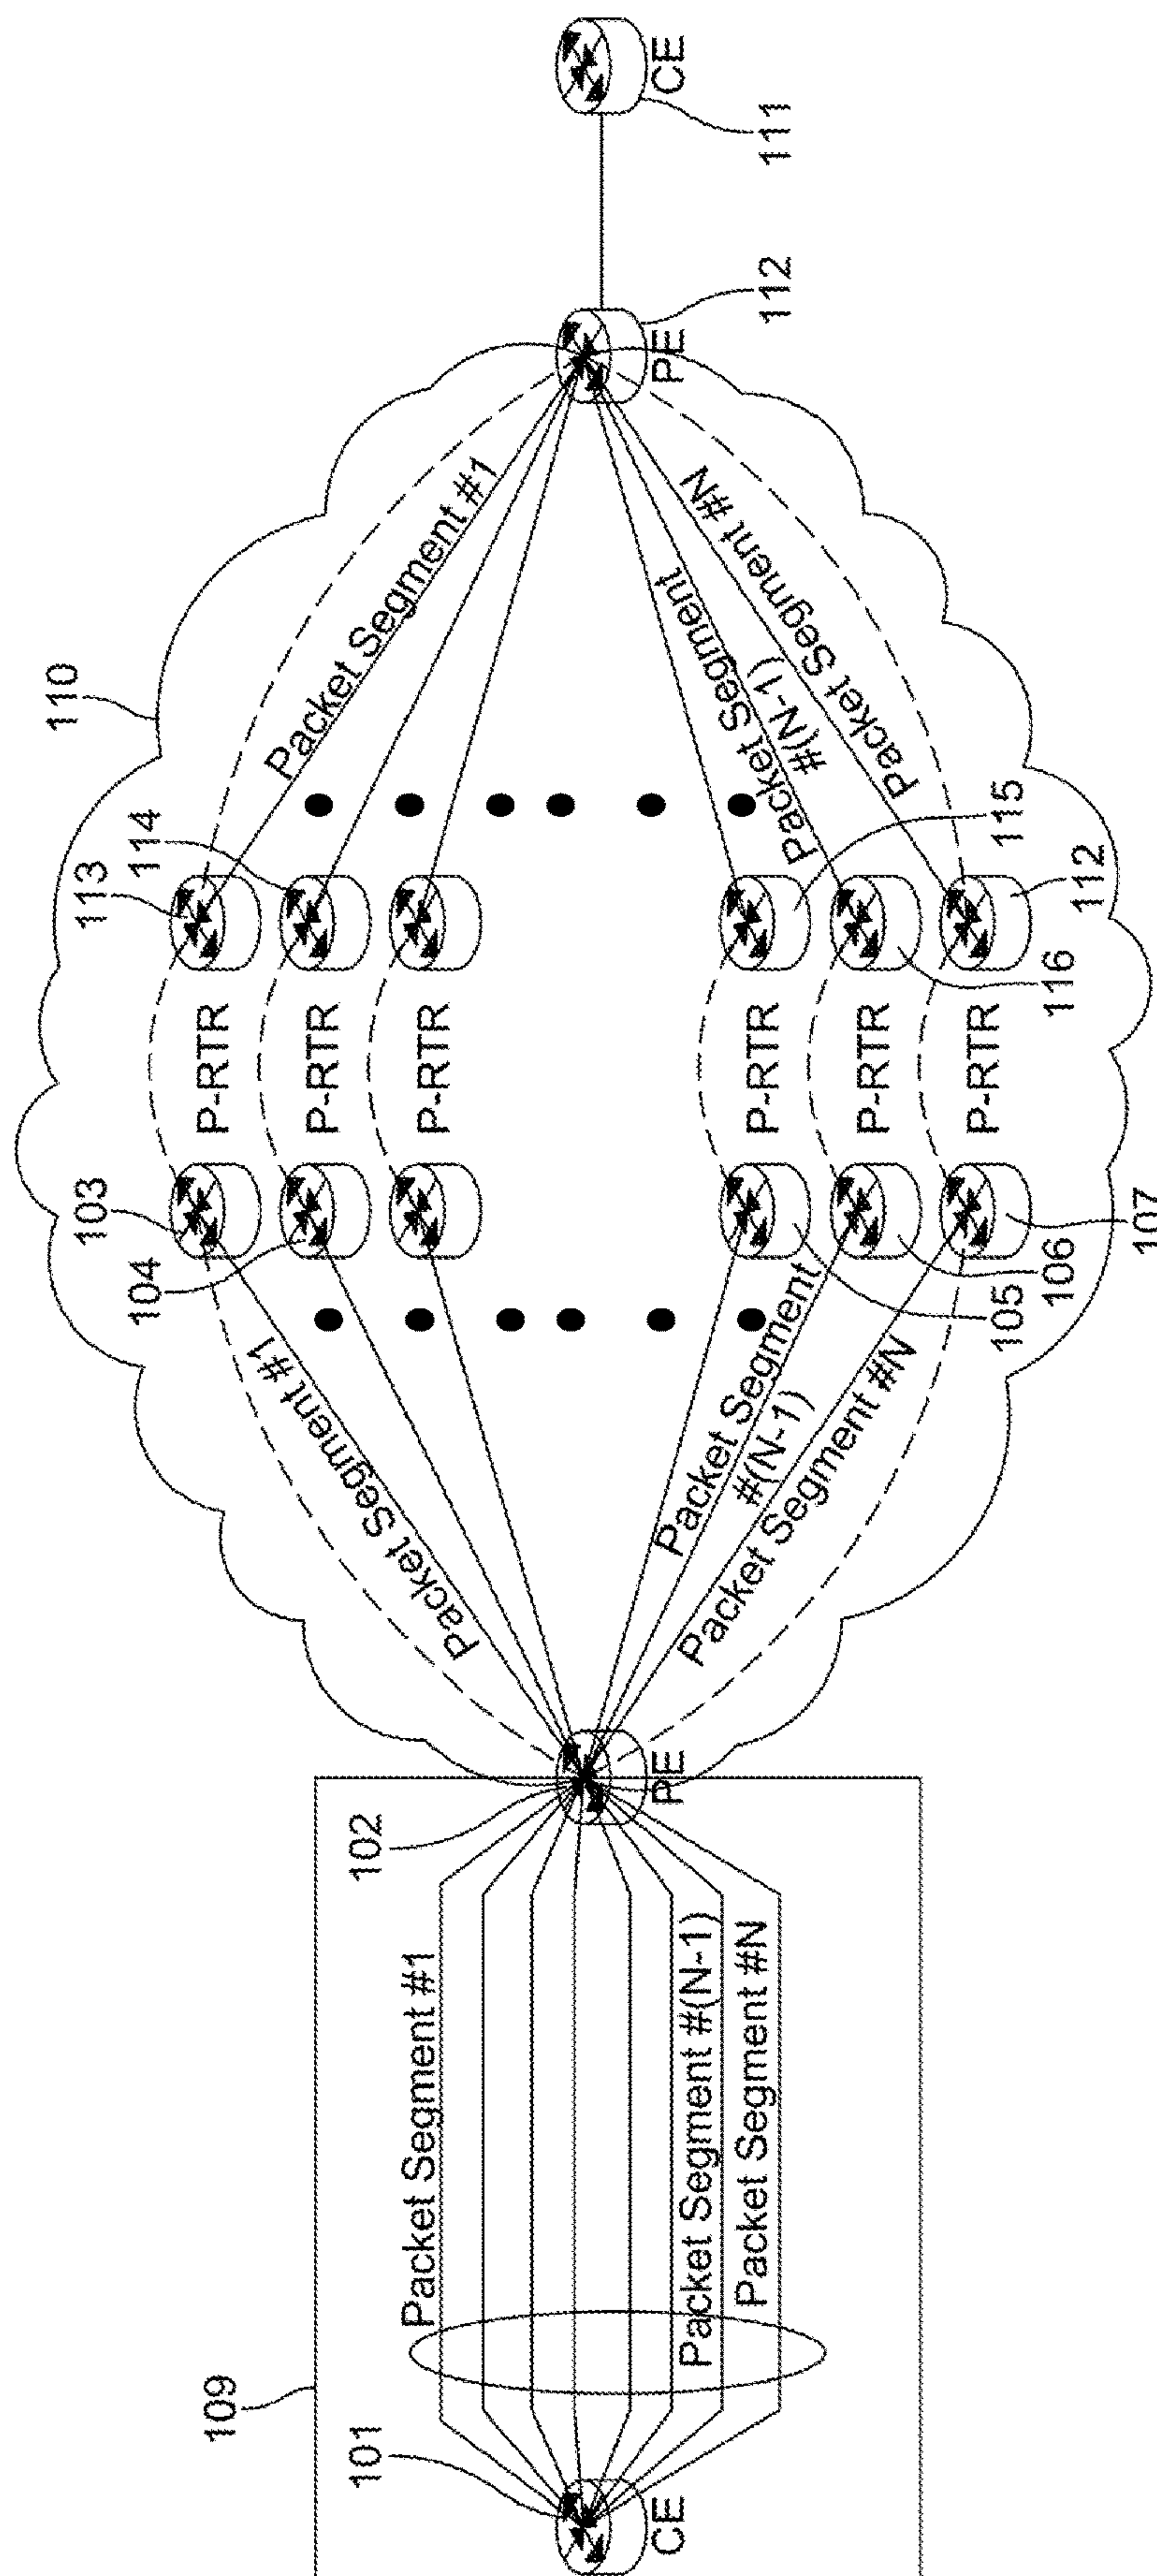 110
103
113
104
114
109
P-RTR
Packet Segment #1
Packet Segment #1
P-RTR
101
102
Packet Segment #1
P-RTR
CE
PE
PE
CE
112
111
Packet Segment #(N-1)
Packet Segment #N
Packet Segment
#(N-1)
Packet Segment #N
P-RTR
Packet Segment
#(N-1)
Packet Segment #N
P-RTR
P-RTR
105
115
106
116
107
112